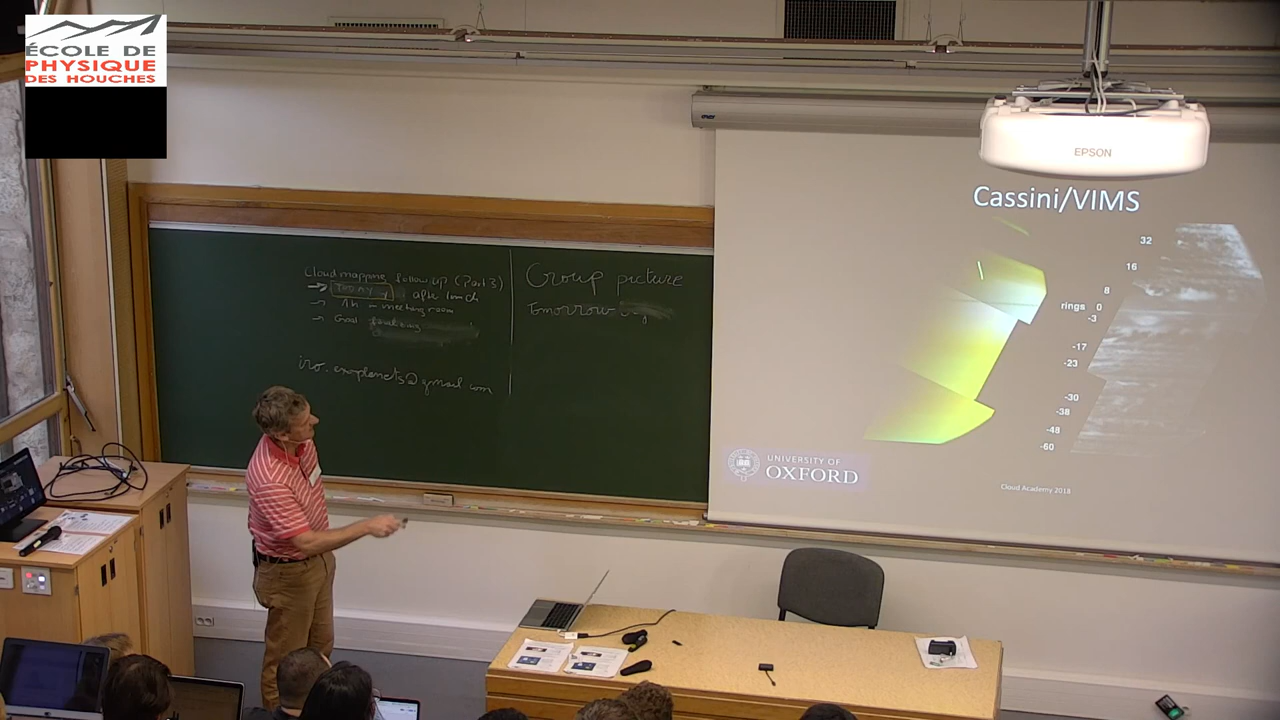 ÉCOLE DE
PHYSIQUE
DES HOUCHES
EPSON
Cloud mapping follow up (Part 3)
→ TODAY, after lunch
→ 1h - meeting room
→ Goal
iro.exoplanets@gmail.com
Group picture
Tomorrow
Cassini/VIMS
32
16
8
rings 0
-3
-17
-23
-30
-38
-48
-60
UNIVERSITY OF
OXFORD
Cloud Academy 2018